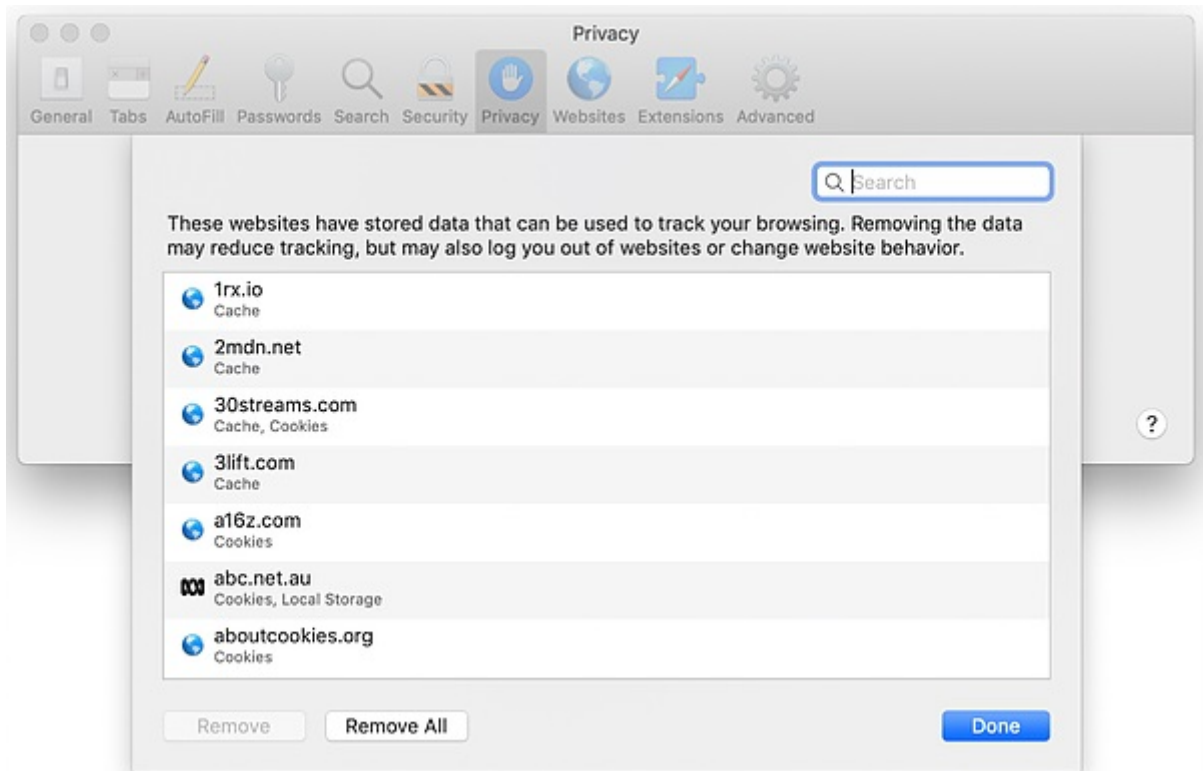 Privacy
General Tabs AutoFill Passwords Search Security Privacy Websites Extensions Advanced
Search
These websites have stored data that can be used to track your browsing. Removing the data
may reduce tracking, but may also log you out of websites or change website behavior.
1rx.io
Cache
2mdn.net
Cache
30streams.com
Cache, Cookies
3lift.com
Cache
a16z.com
Cookies
abc.net.au
Cookies, Local Storage
aboutcookies.org
Cookies
?
Remove Remove All Done